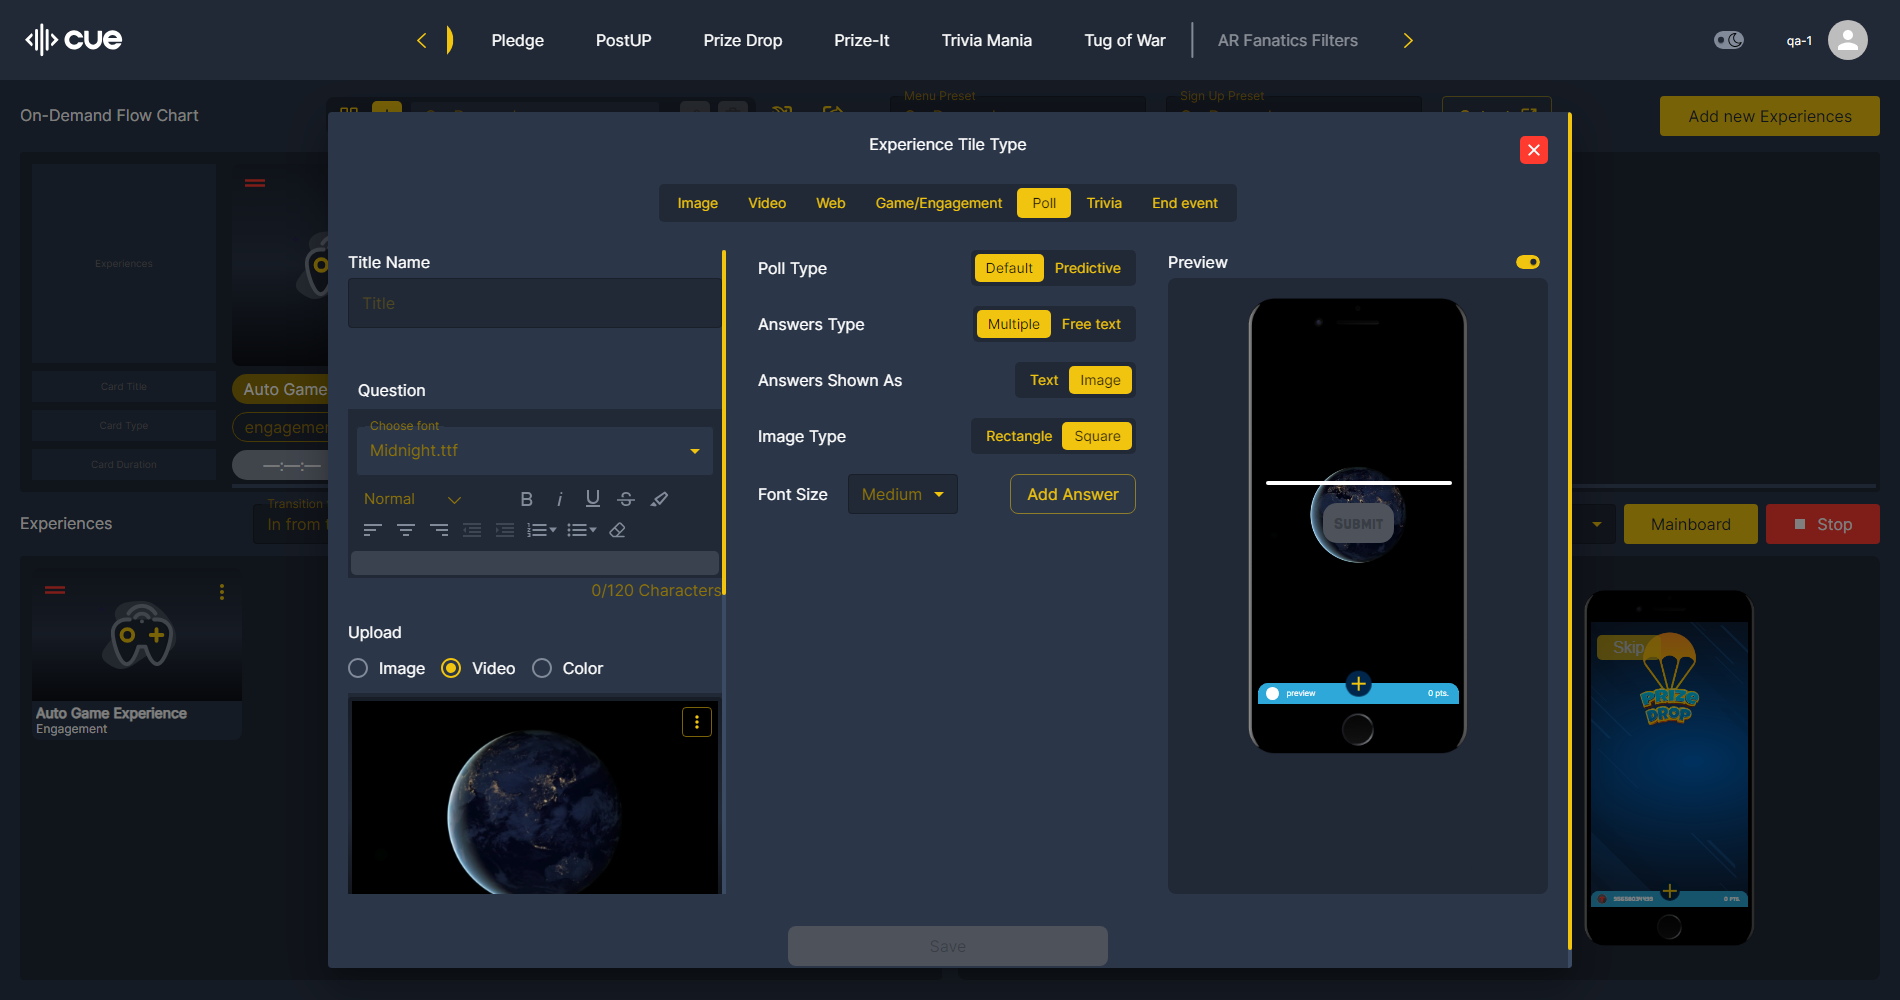 cue
Pledge
PostUP
Prize Drop
Prize-It
Trivia Mania
Tug of War
AR Fanatics Filters
qa-1
On-Demand Flow Chart
Menu Preset
Sign Up Preset
Add new Experiences
Experience Tile Type
Image
Video
Web
Game/Engagement
Poll
Trivia
End event
Experiences
Card Title
Card Type
Card Duration
Auto Game
engagemen
—:—:—
Title Name
Title
Question
Choose font
Midnight.ttf
Normal
0/120 Characters
Upload
Image
Video
Color
Poll Type
Default
Predictive
Answers Type
Multiple
Free text
Answers Shown As
Text
Image
Image Type
Rectangle
Square
Font Size
Medium
Add Answer
Preview
SUBMIT
preview
0 pts.
Save
Experiences
Transition
In from
Mainboard
Stop
Auto Game Experience
Engagement
Skip
PRIZE
DROP
0 PTS.